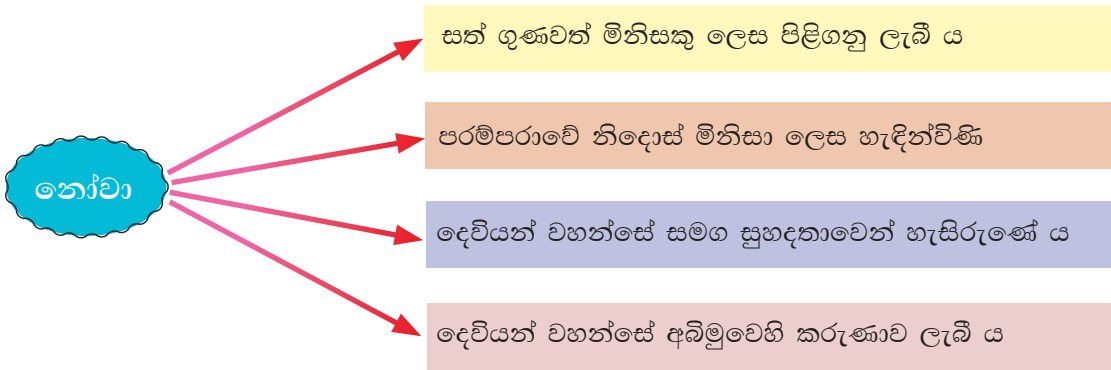 සත් ගුණවත් මිනිසකු ලෙස පිළිගනු ලැබී ය
පරම්පරාවේ නිදොස් මිනිසා ලෙස හැඳින්විණි
නෝවා
දෙවියන් වහන්සේ සමග සුහදතාවෙන් හැසිරුණේ ය
දෙවියන් වහන්සේ අබිමුවෙහි කරුණාව ලැබී ය